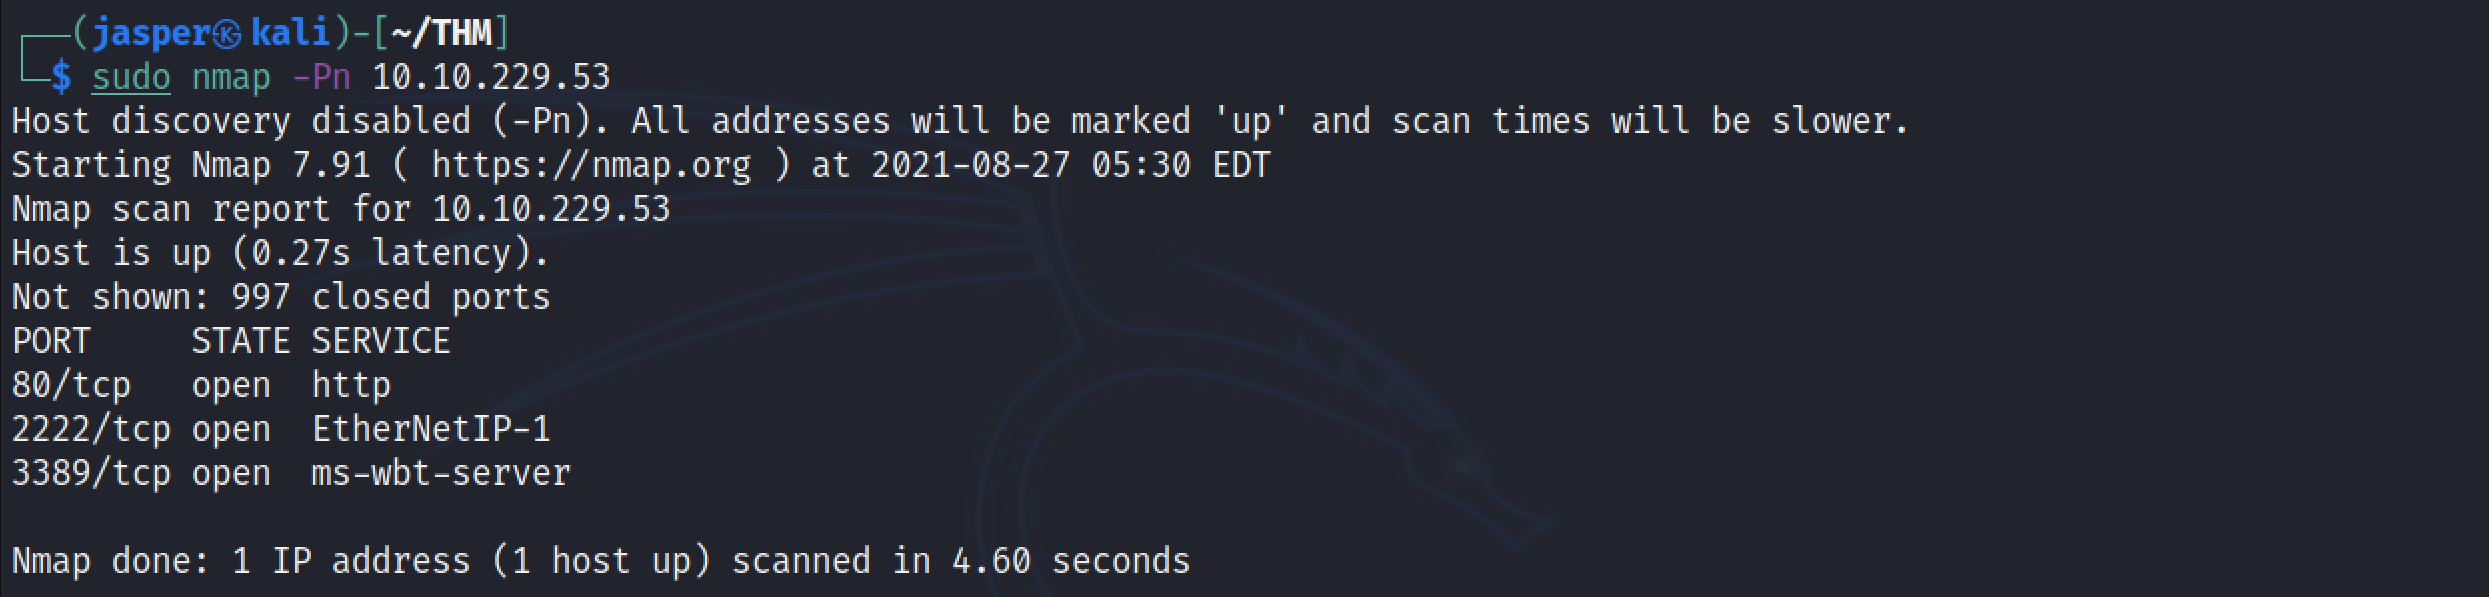 ┌──(jasper㉿kali)-[~/THM]
└─$ sudo nmap -Pn 10.10.229.53
Host discovery disabled (-Pn). All addresses will be marked 'up' and scan times will be slower.
Starting Nmap 7.91 ( https://nmap.org ) at 2021-08-27 05:30 EDT
Nmap scan report for 10.10.229.53
Host is up (0.27s latency).
Not shown: 997 closed ports
PORT     STATE SERVICE
80/tcp   open  http
2222/tcp open  EtherNetIP-1
3389/tcp open  ms-wbt-server
Nmap done: 1 IP address (1 host up) scanned in 4.60 seconds